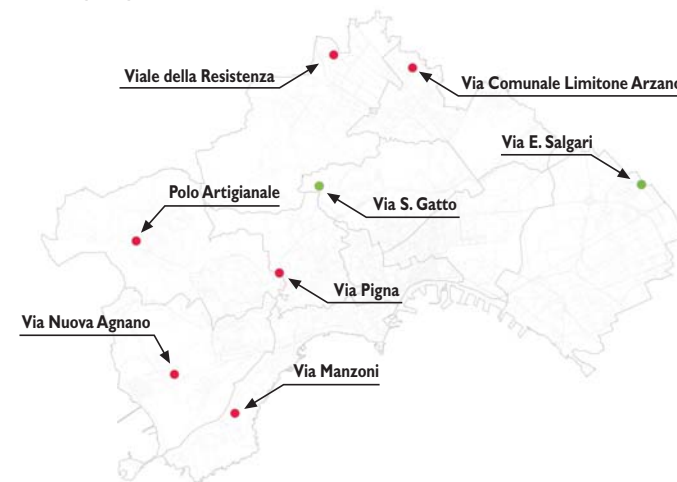 Viale della Resistenza
Via Comunale Limitone Arzano
Via E. Salgari
Polo Artigianale
Via S. Gatto
Via Pigna
Via Nuova Agnano
Via Manzoni